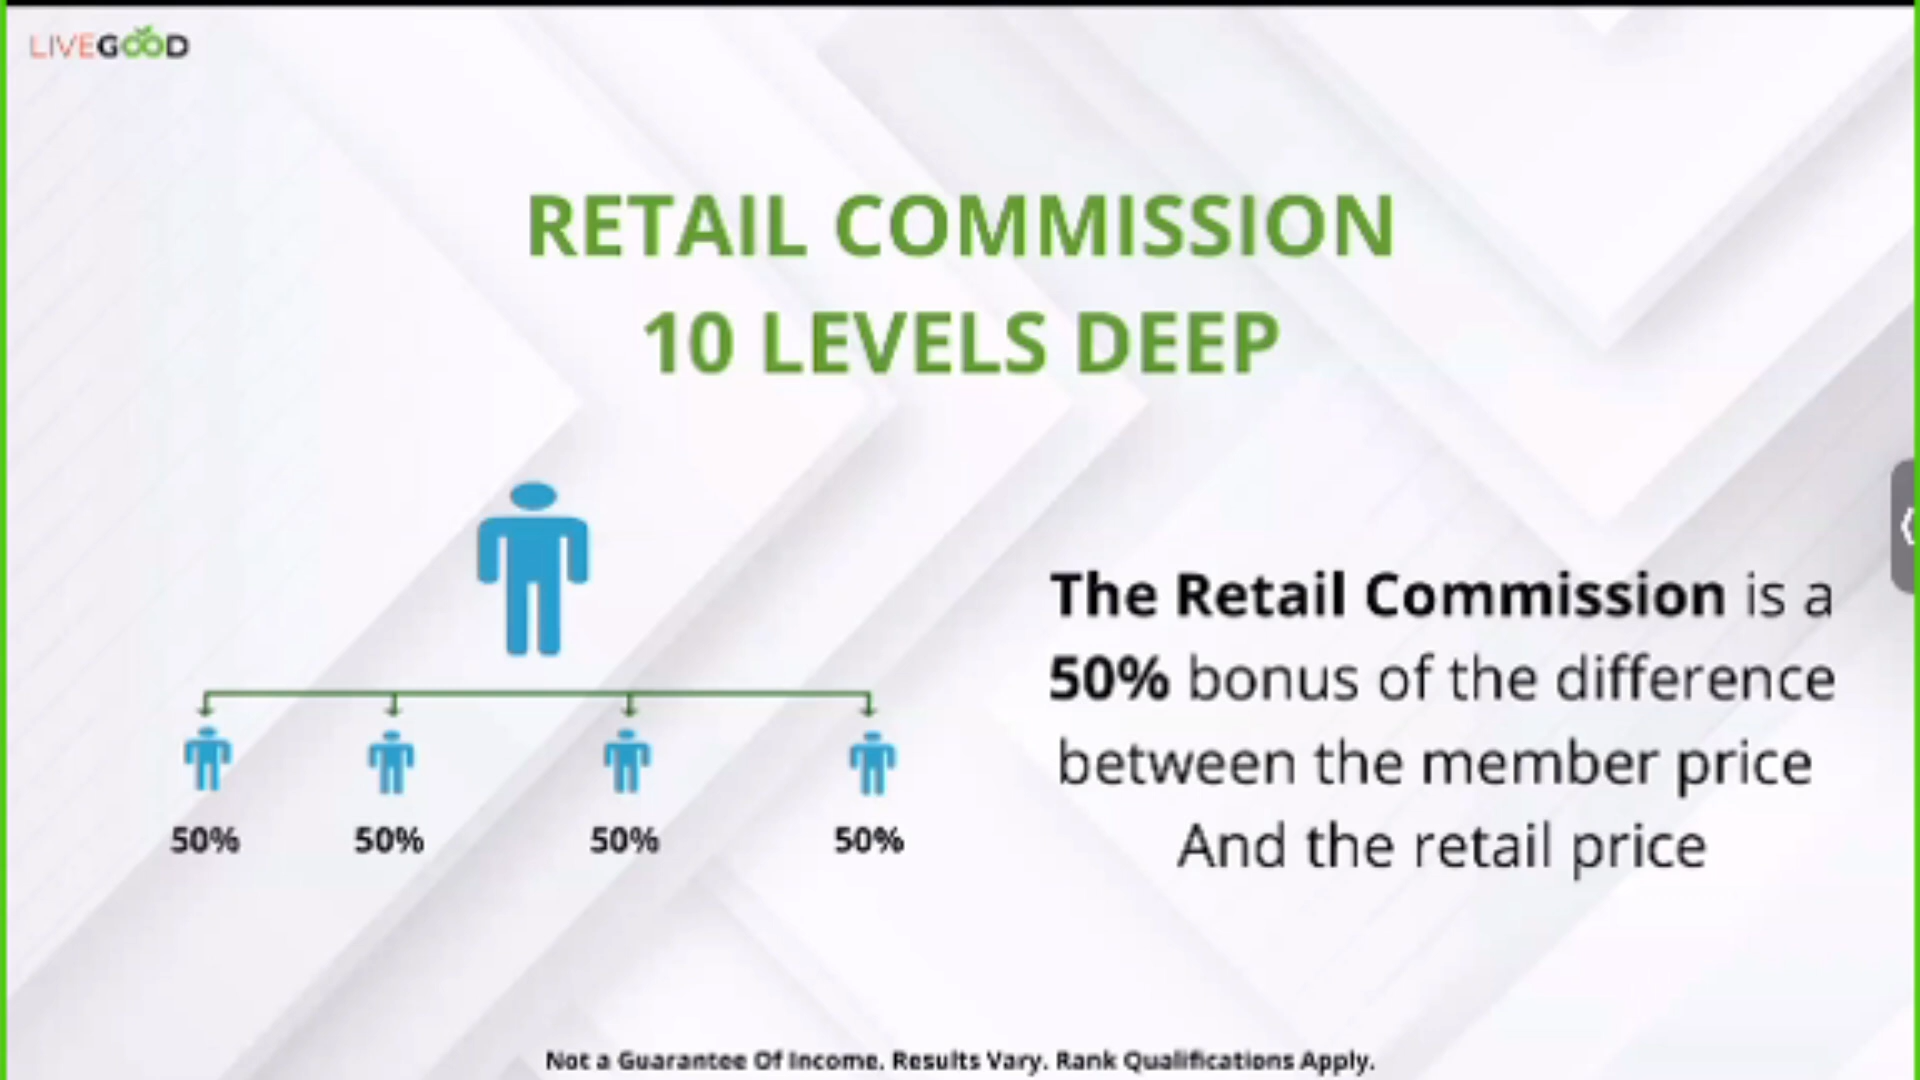 LIVEGOOD
RETAIL COMMISSION
10 LEVELS DEEP
The Retail Commission is a
50% bonus of the difference
between the member price
And the retail price
50% 50% 50% 50%
Not a Guarantee Of Income. Results Vary. Rank Qualifications Apply.